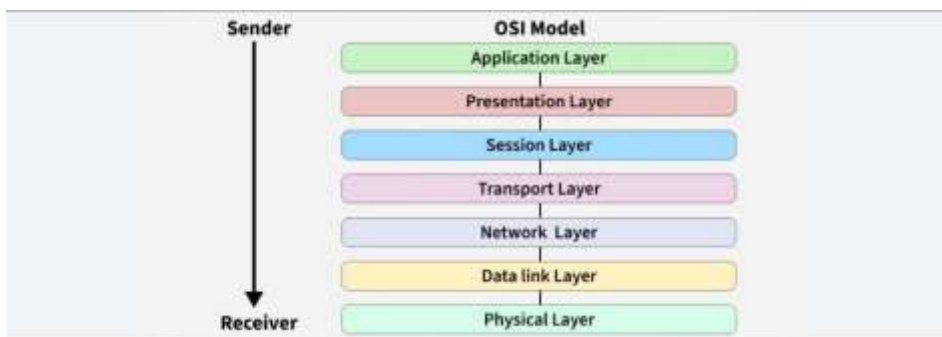 Sender
OSI Model
Application Layer
Presentation Layer
Session Layer
Transport Layer
Network Layer
Data link Layer
Receiver
Physical Layer